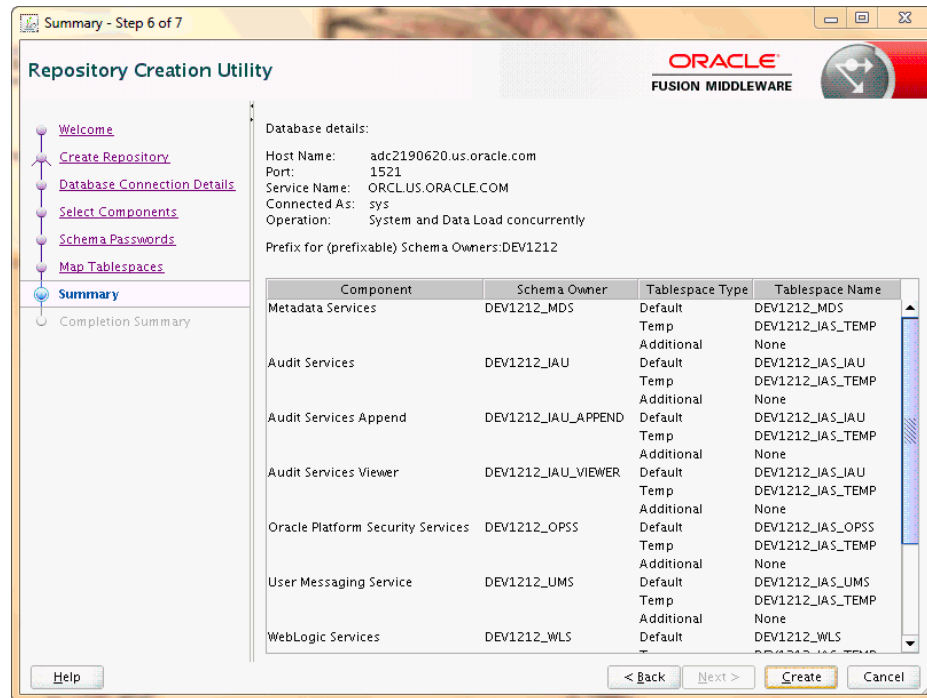 Summary - Step 6 of 7
Repository Creation Utility
ORACLE
FUSION MIDDLEWARE
Welcome
Create Repository
Database Connection Details
Select Components
Schema Passwords
Map Tablespaces
Summary
Completion Summary
Database details:
Host Name: adc2190620.us.oracle.com
Port: 1521
Service Name: ORCL.US.ORACLE.COM
Connected As: sys
Operation: System and Data Load concurrently
Prefix for (prefixable) Schema Owners:DEV1212
Component Schema Owner Tablespace Type Tablespace Name
Metadata Services DEV1212_MDS Default DEV1212_MDS
Temp DEV1212_IAS_TEMP
Additional None
Audit Services DEV1212_IAU Default DEV1212_IAS_IAU
Temp DEV1212_IAS_TEMP
Additional None
Audit Services Append DEV1212_IAU_APPEND Default DEV1212_IAS_IAU
Temp DEV1212_IAS_TEMP
Additional None
Audit Services Viewer DEV1212_IAU_VIEWER Default DEV1212_IAS_IAU
Temp DEV1212_IAS_TEMP
Additional None
Oracle Platform Security Services DEV1212_OPSS Default DEV1212_IAS_OPSS
Temp DEV1212_IAS_TEMP
Additional None
User Messaging Service DEV1212_UMS Default DEV1212_IAS_UMS
Temp DEV1212_IAS_TEMP
Additional None
WebLogic Services DEV1212_WLS Default DEV1212_WLS
Help < Back Next > Create Cancel